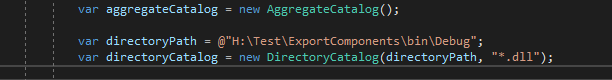 var aggregateCatalog = new AggregateCatalog();
var directoryPath = @"H:\Test\ExportComponents\bin\Debug";
var directoryCatalog = new DirectoryCatalog(directoryPath, "*.dll");